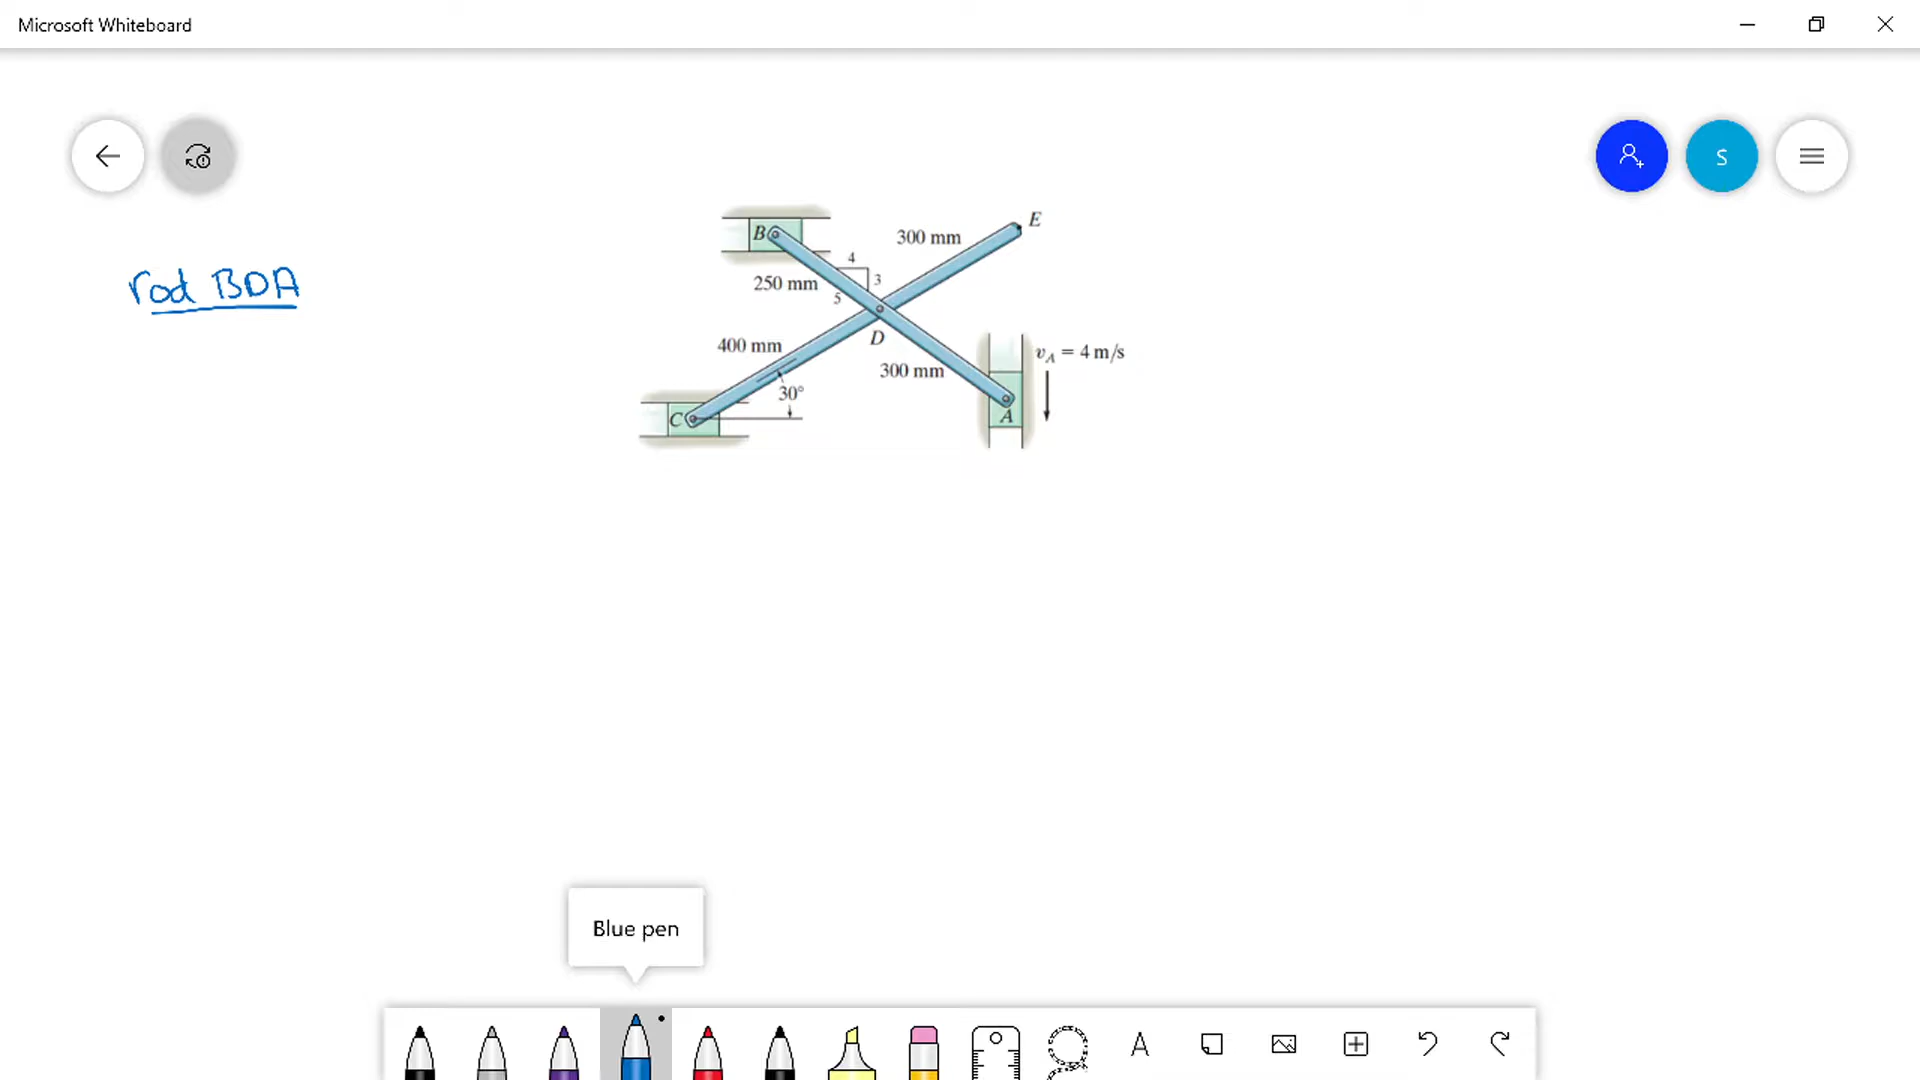 Microsoft Whiteboard
S
rod BDA
B
E
300 mm
4
3
250 mm
5
D
400 mm
v_A = 4 m/s
300 mm
30°
C
A
Blue pen
A